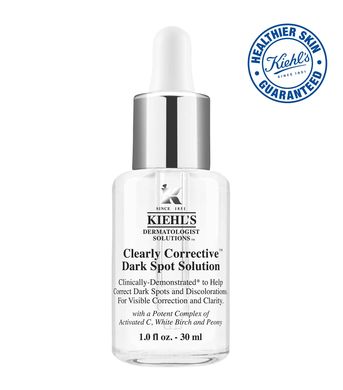 HEALTHIER SKIN
Kiehl's
SINCE 1851
GUARANTEED
K
SINCE 1851
KIEHL'S
DERMATOLOGIST
SOLUTIONS™
Clearly Corrective™
Dark Spot Solution
Clinically-Demonstrated* to Help
Correct Dark Spots and Discolorations
For Visible Correction and Clarity.
with a Potent Complex of
Activated C, White Birch and Peony
1.0 fl. oz. - 30 ml